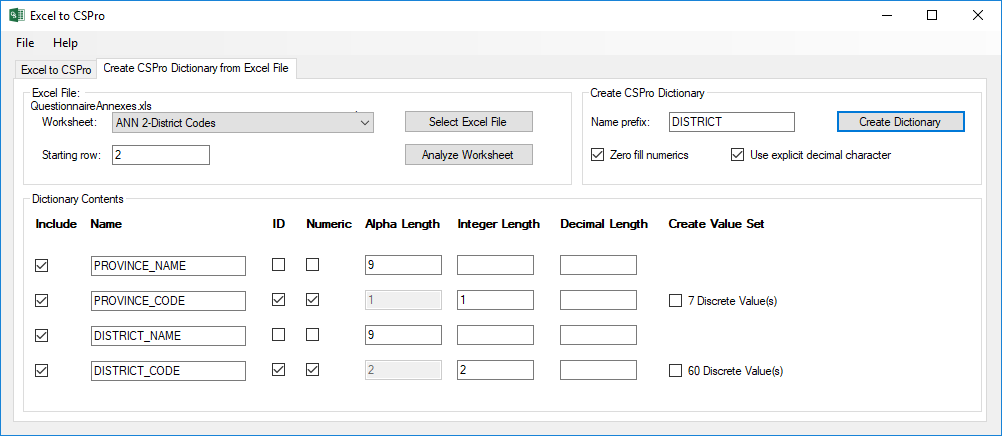 Excel to CSPro
File Help
Excel to CSPro Create CSPro Dictionary from Excel File
Excel File:
QuestionnaireAnnexes.xls
Worksheet: ANN 2-District Codes Select Excel File
Starting row: 2 Analyze Worksheet
Create CSPro Dictionary
Name prefix: DISTRICT Create Dictionary
Zero fill numerics Use explicit decimal character
Dictionary Contents
Include Name ID Numeric Alpha Length Integer Length Decimal Length Create Value Set
PROVINCE_NAME 9
PROVINCE_CODE 1 1 7 Discrete Value(s)
DISTRICT_NAME 9
DISTRICT_CODE 2 2 60 Discrete Value(s)